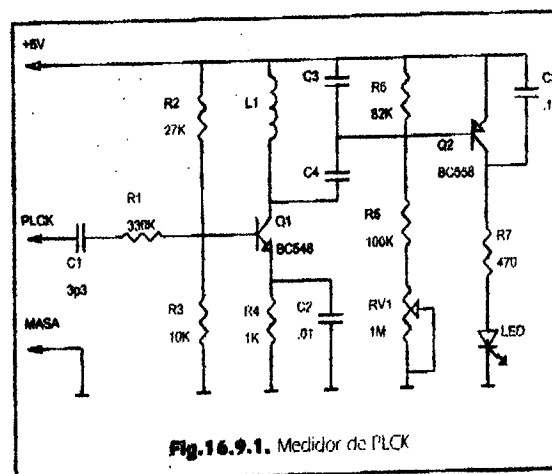 +6V
R2
27K
L1
C3
R6
82K
C5
.01
C4
Q2
BC558
R1
330K
PLCK
Q1
BC548
R5
100K
R7
470
C1
3p3
MASA
R3
10K
R4
1K
C2
.01
RV1
1M
LED
Fig.16.9.1. Medidor de PLCK